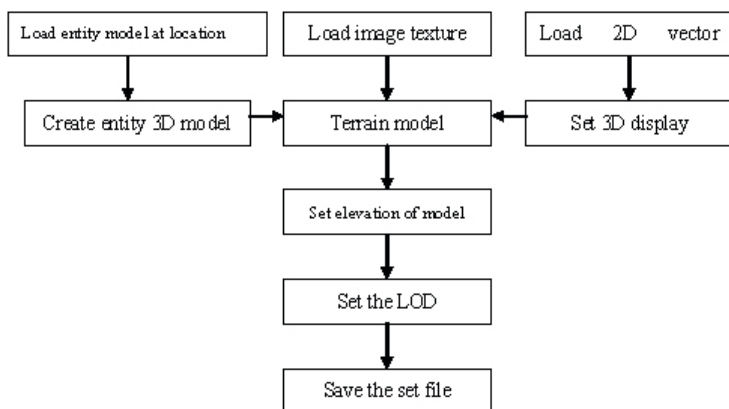 Load entity model at location
Load image texture
Load 2D vector
Create entity 3D model
Terrain model
Set 3D display
Set elevation of model
Set the LOD
Save the set file